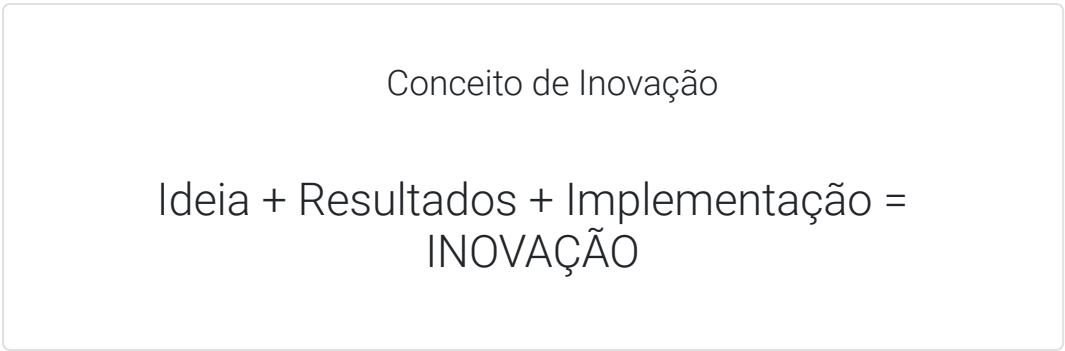 Conceito de Inovação
Ideia + Resultados + Implementação =
INOVAÇÃO